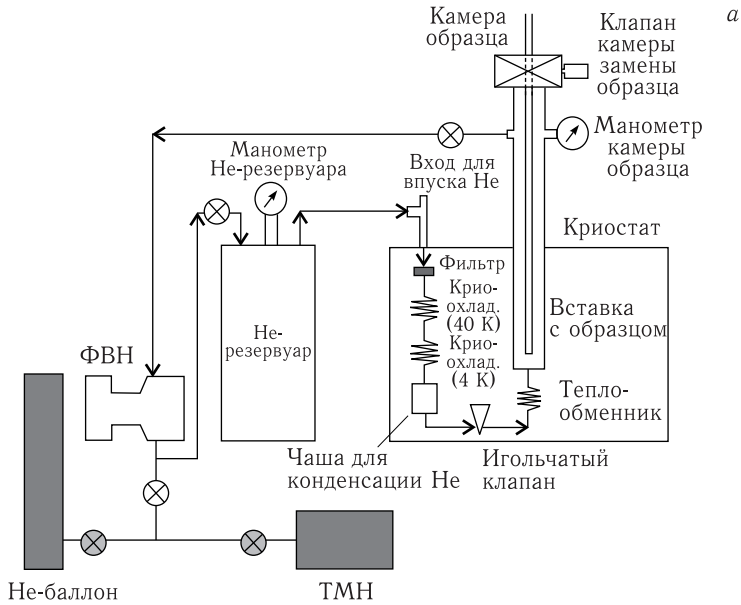 а
Камера
образца
Клапан
камеры
замены
образца
Манометр
камеры
образца
Манометр
Не-резервуара
Вход для
впуска Не
Криостат
Фильтр
Крио-
охлад.
(40 К)
Крио-
охлад.
(4 К)
Вставка
с образцом
Не-
резервуар
ФВН
Тепло-
обменник
Чаша для
конденсации Не
Игольчатый
клапан
Не-баллон
ТМН